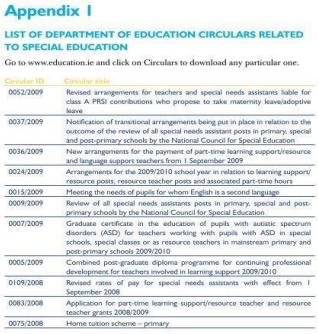 Appendix 1
LIST OF DEPARTMENT OF EDUCATION CIRCULARS RELATED
TO SPECIAL EDUCATION
Go to www.education.ie and click on Circulars to download any particular one.
Circular ID Circular title
0052/2009 Revised arrangements for teachers and special needs assistants liable for
class A PRSI contributions who propose to take maternity leave/adoptive
leave
0037/2009 Notification of transitional arrangements being put in place in relation to the
outcome of the review of all special needs assistant posts in primary, special
and post-primary schools by the National Council for Special Education
0036/2009 New arrangements for the payment of part-time learning support/resource
and language support teachers from 1 September 2009
0024/2009 Arrangements for the 2009/2010 school year in relation to learning support/
resource posts, resource teacher posts and associated part-time hours
0015/2009 Meeting the needs of pupils for whom English is a second language
0009/2009 Review of all special needs assistants posts in primary, special and post-
primary schools by the National Council for Special Education
0007/2009 Graduate certificate in the education of pupils with autistic spectrum
disorders (ASD) for teachers working with pupils with ASD in special
schools, special classes or as resource teachers in mainstream primary and
post-primary schools 2009/2010
0005/2009 Combined post-graduate diploma programme for continuing professional
development for teachers involved in learning support 2009/2010
0109/2008 Revised rates of pay for special needs assistants with effect from 1
September 2008
0083/2008 Application for part-time learning support/resource teacher and resource
teacher grants 2008/2009
0075/2008 Home tuition scheme – primary